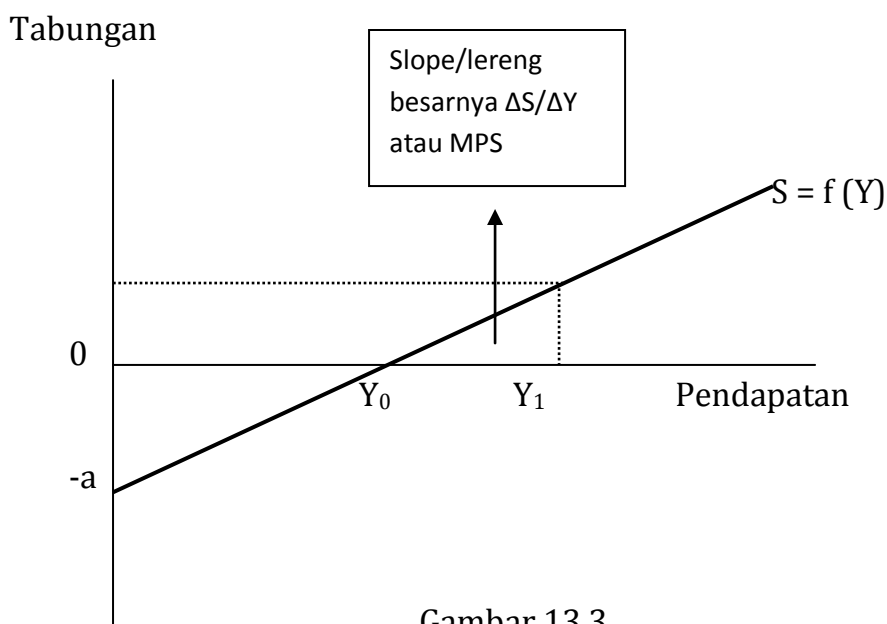 Tabungan
Slope/lereng
besarnya ΔS/ΔY
atau MPS
S = f (Y)
0
Y₀
Y₁
Pendapatan
-a
Gambar 13.3